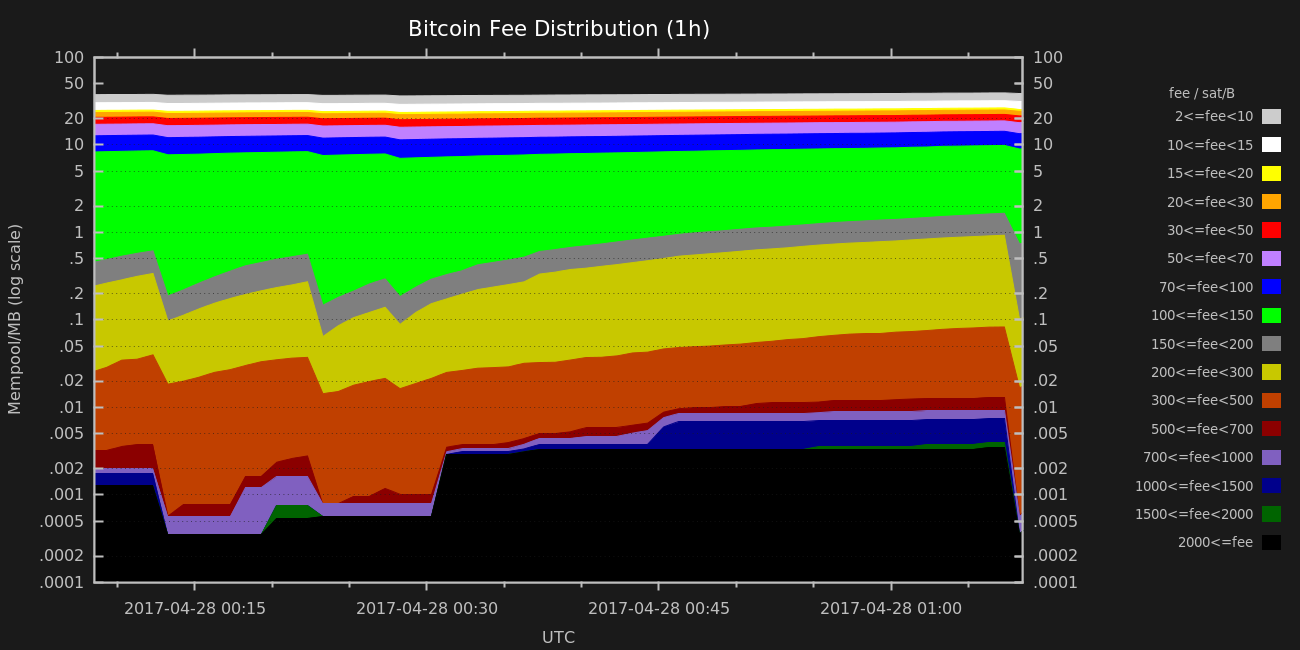 Bitcoin Fee Distribution (1h)
Mempool/MB (log scale)
100
50
20
10
5
2
1
.5
.2
.1
.05
.02
.01
.005
.002
.001
.0005
.0002
.0001
100
50
20
10
5
2
1
.5
.2
.1
.05
.02
.01
.005
.002
.001
.0005
.0002
.0001
2017-04-28 00:15
2017-04-28 00:30
2017-04-28 00:45
2017-04-28 01:00
UTC
fee / sat/B
2<=fee<10
10<=fee<15
15<=fee<20
20<=fee<30
30<=fee<50
50<=fee<70
70<=fee<100
100<=fee<150
150<=fee<200
200<=fee<300
300<=fee<500
500<=fee<700
700<=fee<1000
1000<=fee<1500
1500<=fee<2000
2000<=fee